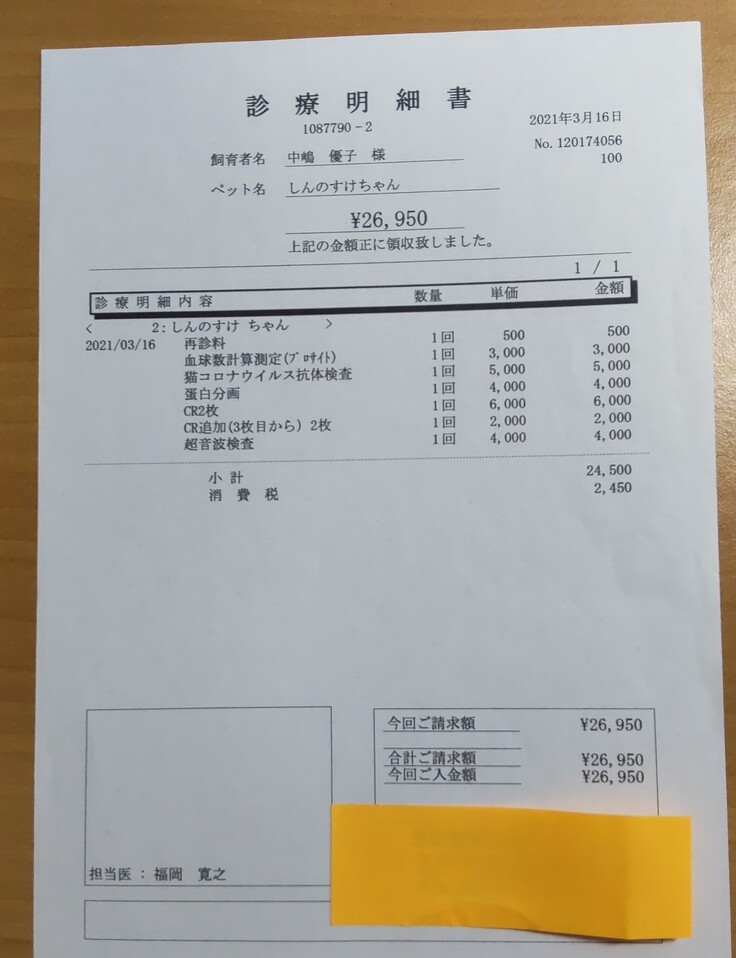 診療明細書
1087790-2
2021年3月16日
No.120174056
100
飼育者名 中嶋 優子 様
ペット名 しんのすけちゃん
¥26,950
上記の金額正に領収致しました。
1 / 1
診療明細内容 数量 単価 金額
< 2:しんのすけ ちゃん >
2021/03/16 再診料 1回 500 500
血球数計算測定(ﾌﾟﾛｻｲﾄ) 1回 3,000 3,000
猫コロナウイルス抗体検査 1回 5,000 5,000
蛋白分画 1回 4,000 4,000
CR2枚 1回 6,000 6,000
CR追加(3枚目から) 2枚 1回 2,000 2,000
超音波検査 1回 4,000 4,000
小計 24,500
消費税 2,450
今回ご請求額 ¥26,950
合計ご請求額 ¥26,950
今回ご入金額 ¥26,950
担当医 : 福岡 寛之